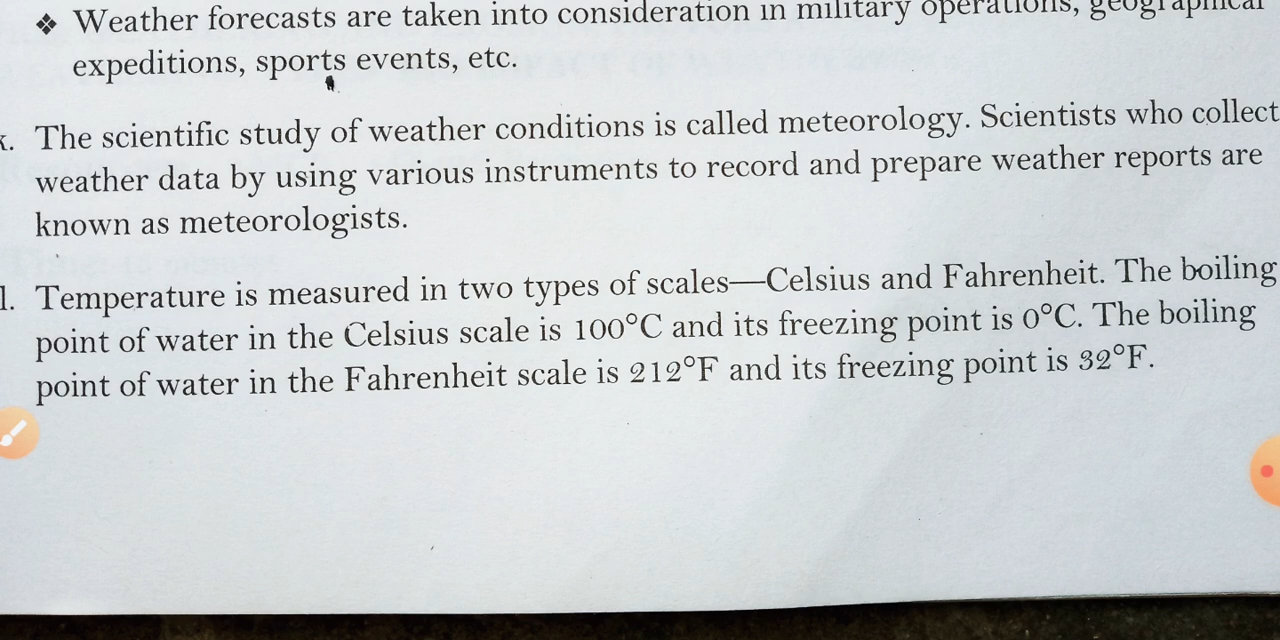 ❖ Weather forecasts are taken into consideration in military operations, geographical
expeditions, sports events, etc.
k. The scientific study of weather conditions is called meteorology. Scientists who collect
weather data by using various instruments to record and prepare weather reports are
known as meteorologists.
l. Temperature is measured in two types of scales—Celsius and Fahrenheit. The boiling
point of water in the Celsius scale is 100°C and its freezing point is 0°C. The boiling
point of water in the Fahrenheit scale is 212°F and its freezing point is 32°F.